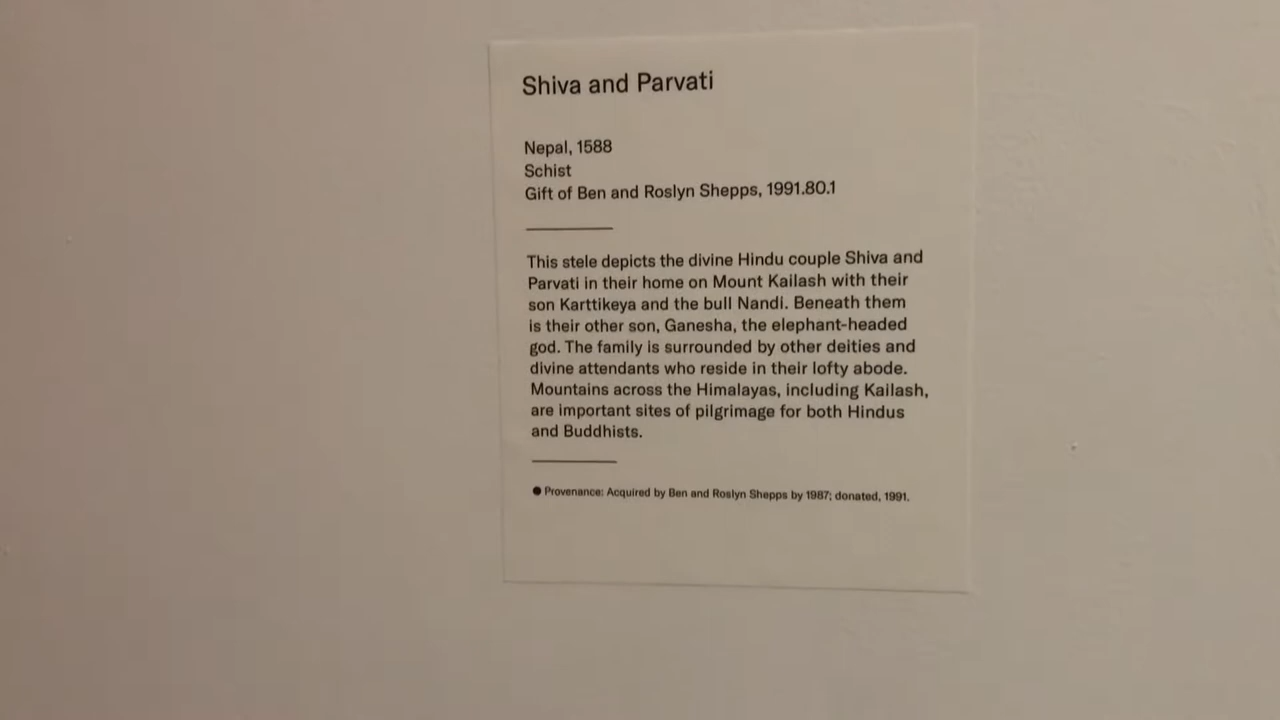 Shiva and Parvati
Nepal, 1588
Schist
Gift of Ben and Roslyn Shepps, 1991.80.1
This stele depicts the divine Hindu couple Shiva and
Parvati in their home on Mount Kailash with their
son Karttikeya and the bull Nandi. Beneath them
is their other son, Ganesha, the elephant-headed
god. The family is surrounded by other deities and
divine attendants who reside in their lofty abode.
Mountains across the Himalayas, including Kailash,
are important sites of pilgrimage for both Hindus
and Buddhists.
● Provenance: Acquired by Ben and Roslyn Shepps by 1987; donated, 1991.